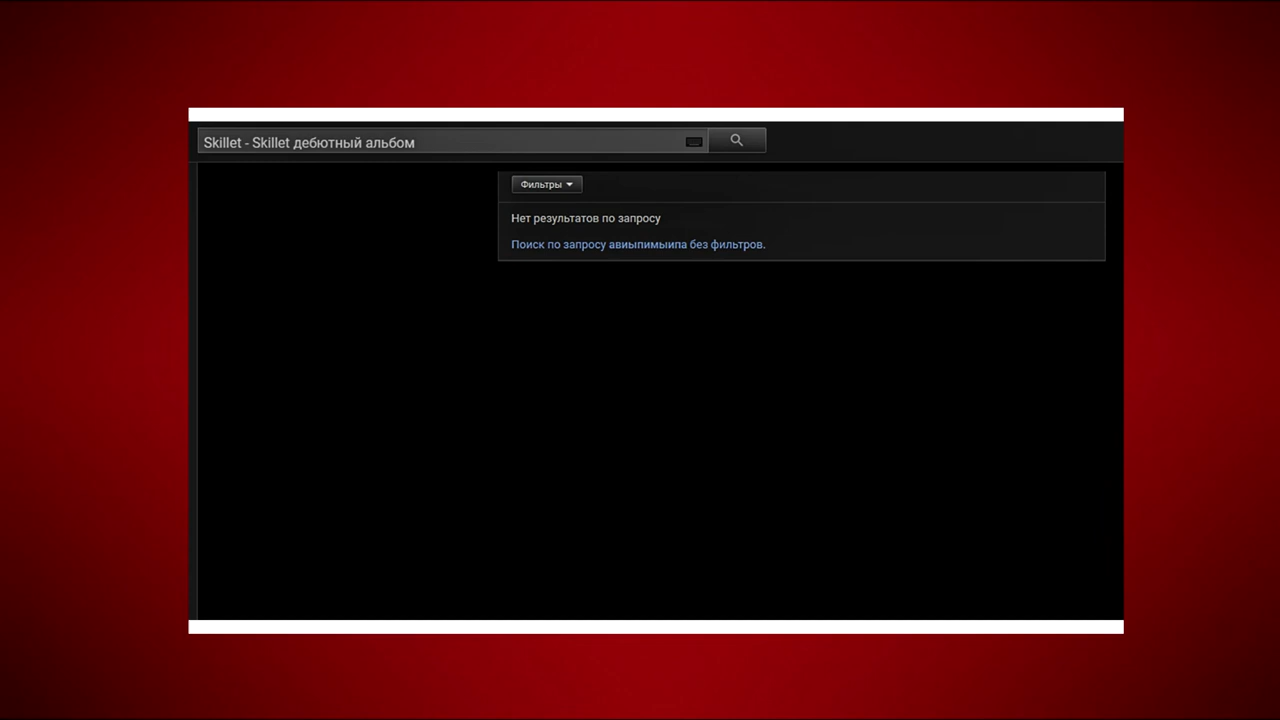 Skillet - Skillet дебютный альбом
Фильтры
Нет результатов по запросу
Поиск по запросу авиыпимыипа без фильтров.